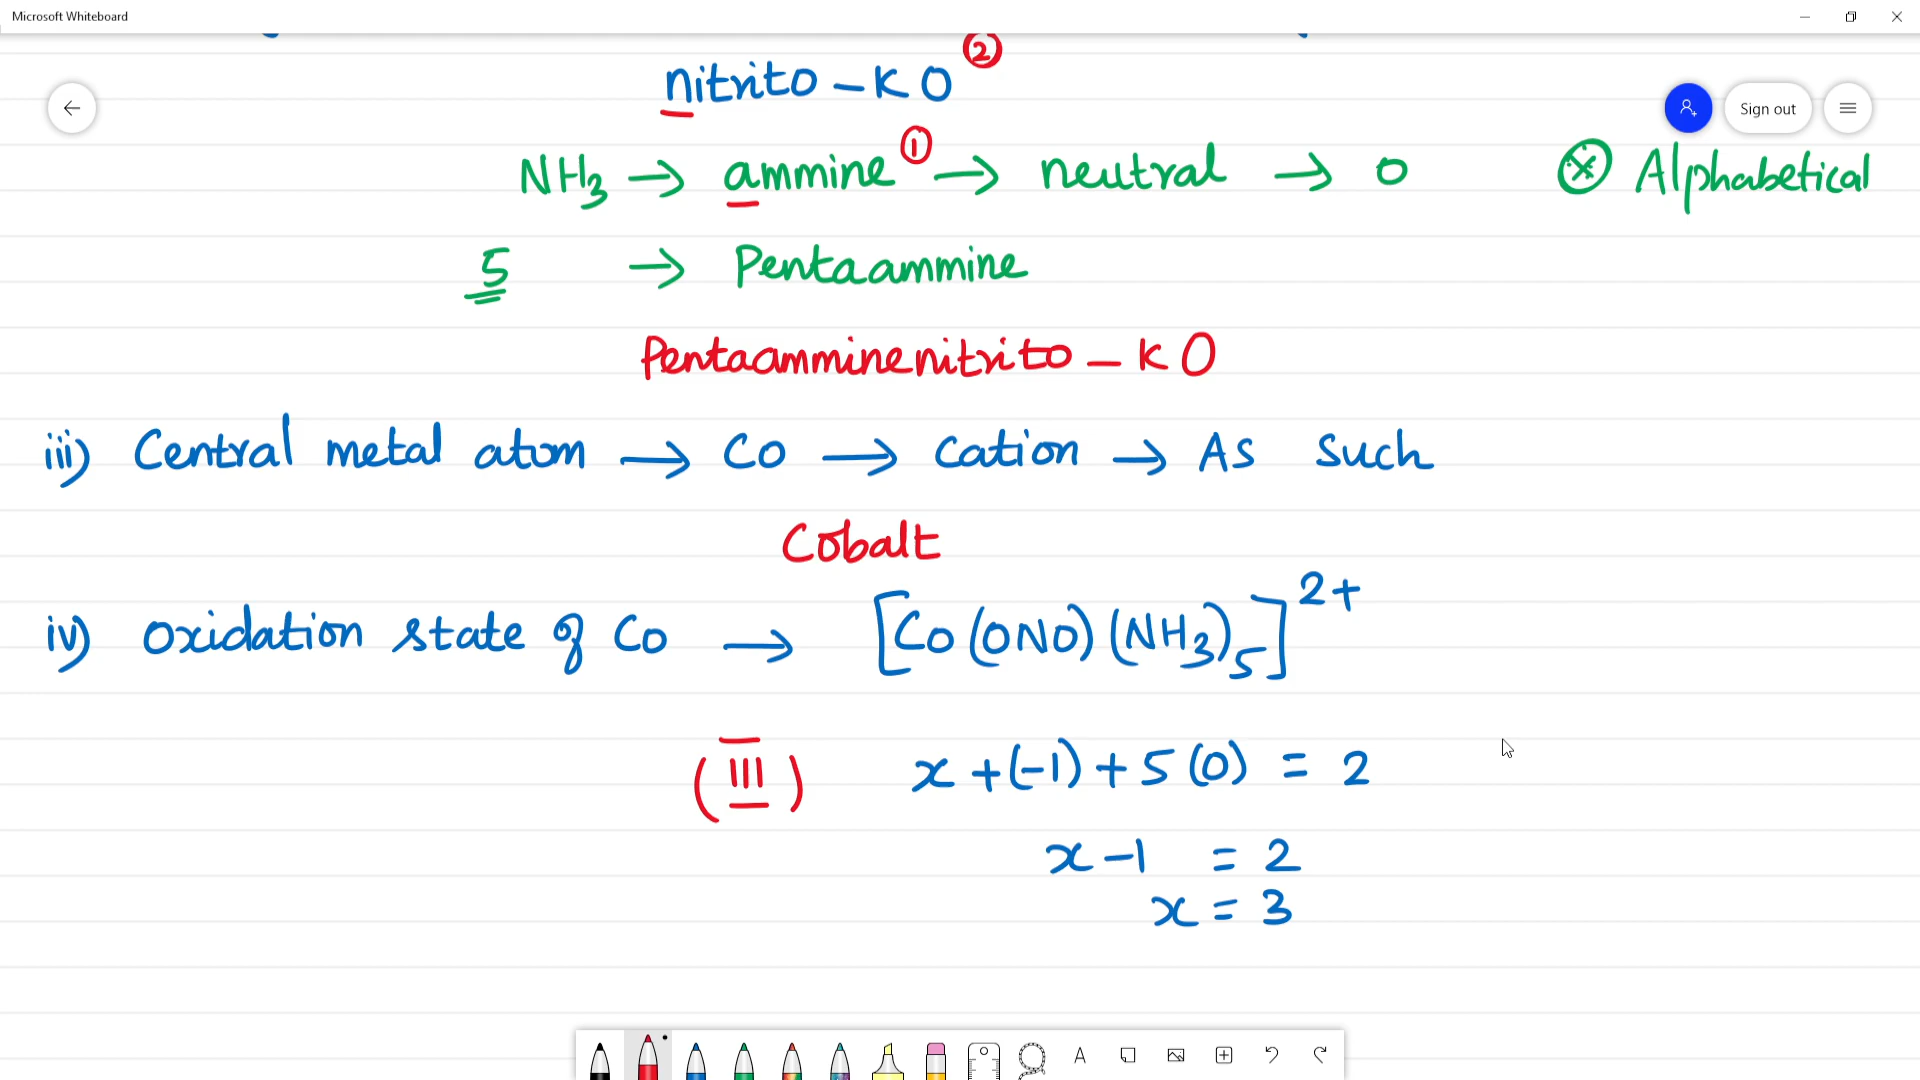 Microsoft Whiteboard
②
nitrito – K O
Sign out
①
NH3 → ammine → neutral → 0
⊗ Alphabetical
5 → Pentaammine
Pentaamminenitrito – K O
iii) Central metal atom → Co → Cation → As such
Cobalt
iv) Oxidation state of Co → [Co(ONO)(NH3)5]2+
(III) x + (-1) + 5(0) = 2
x - 1 = 2
x = 3
A